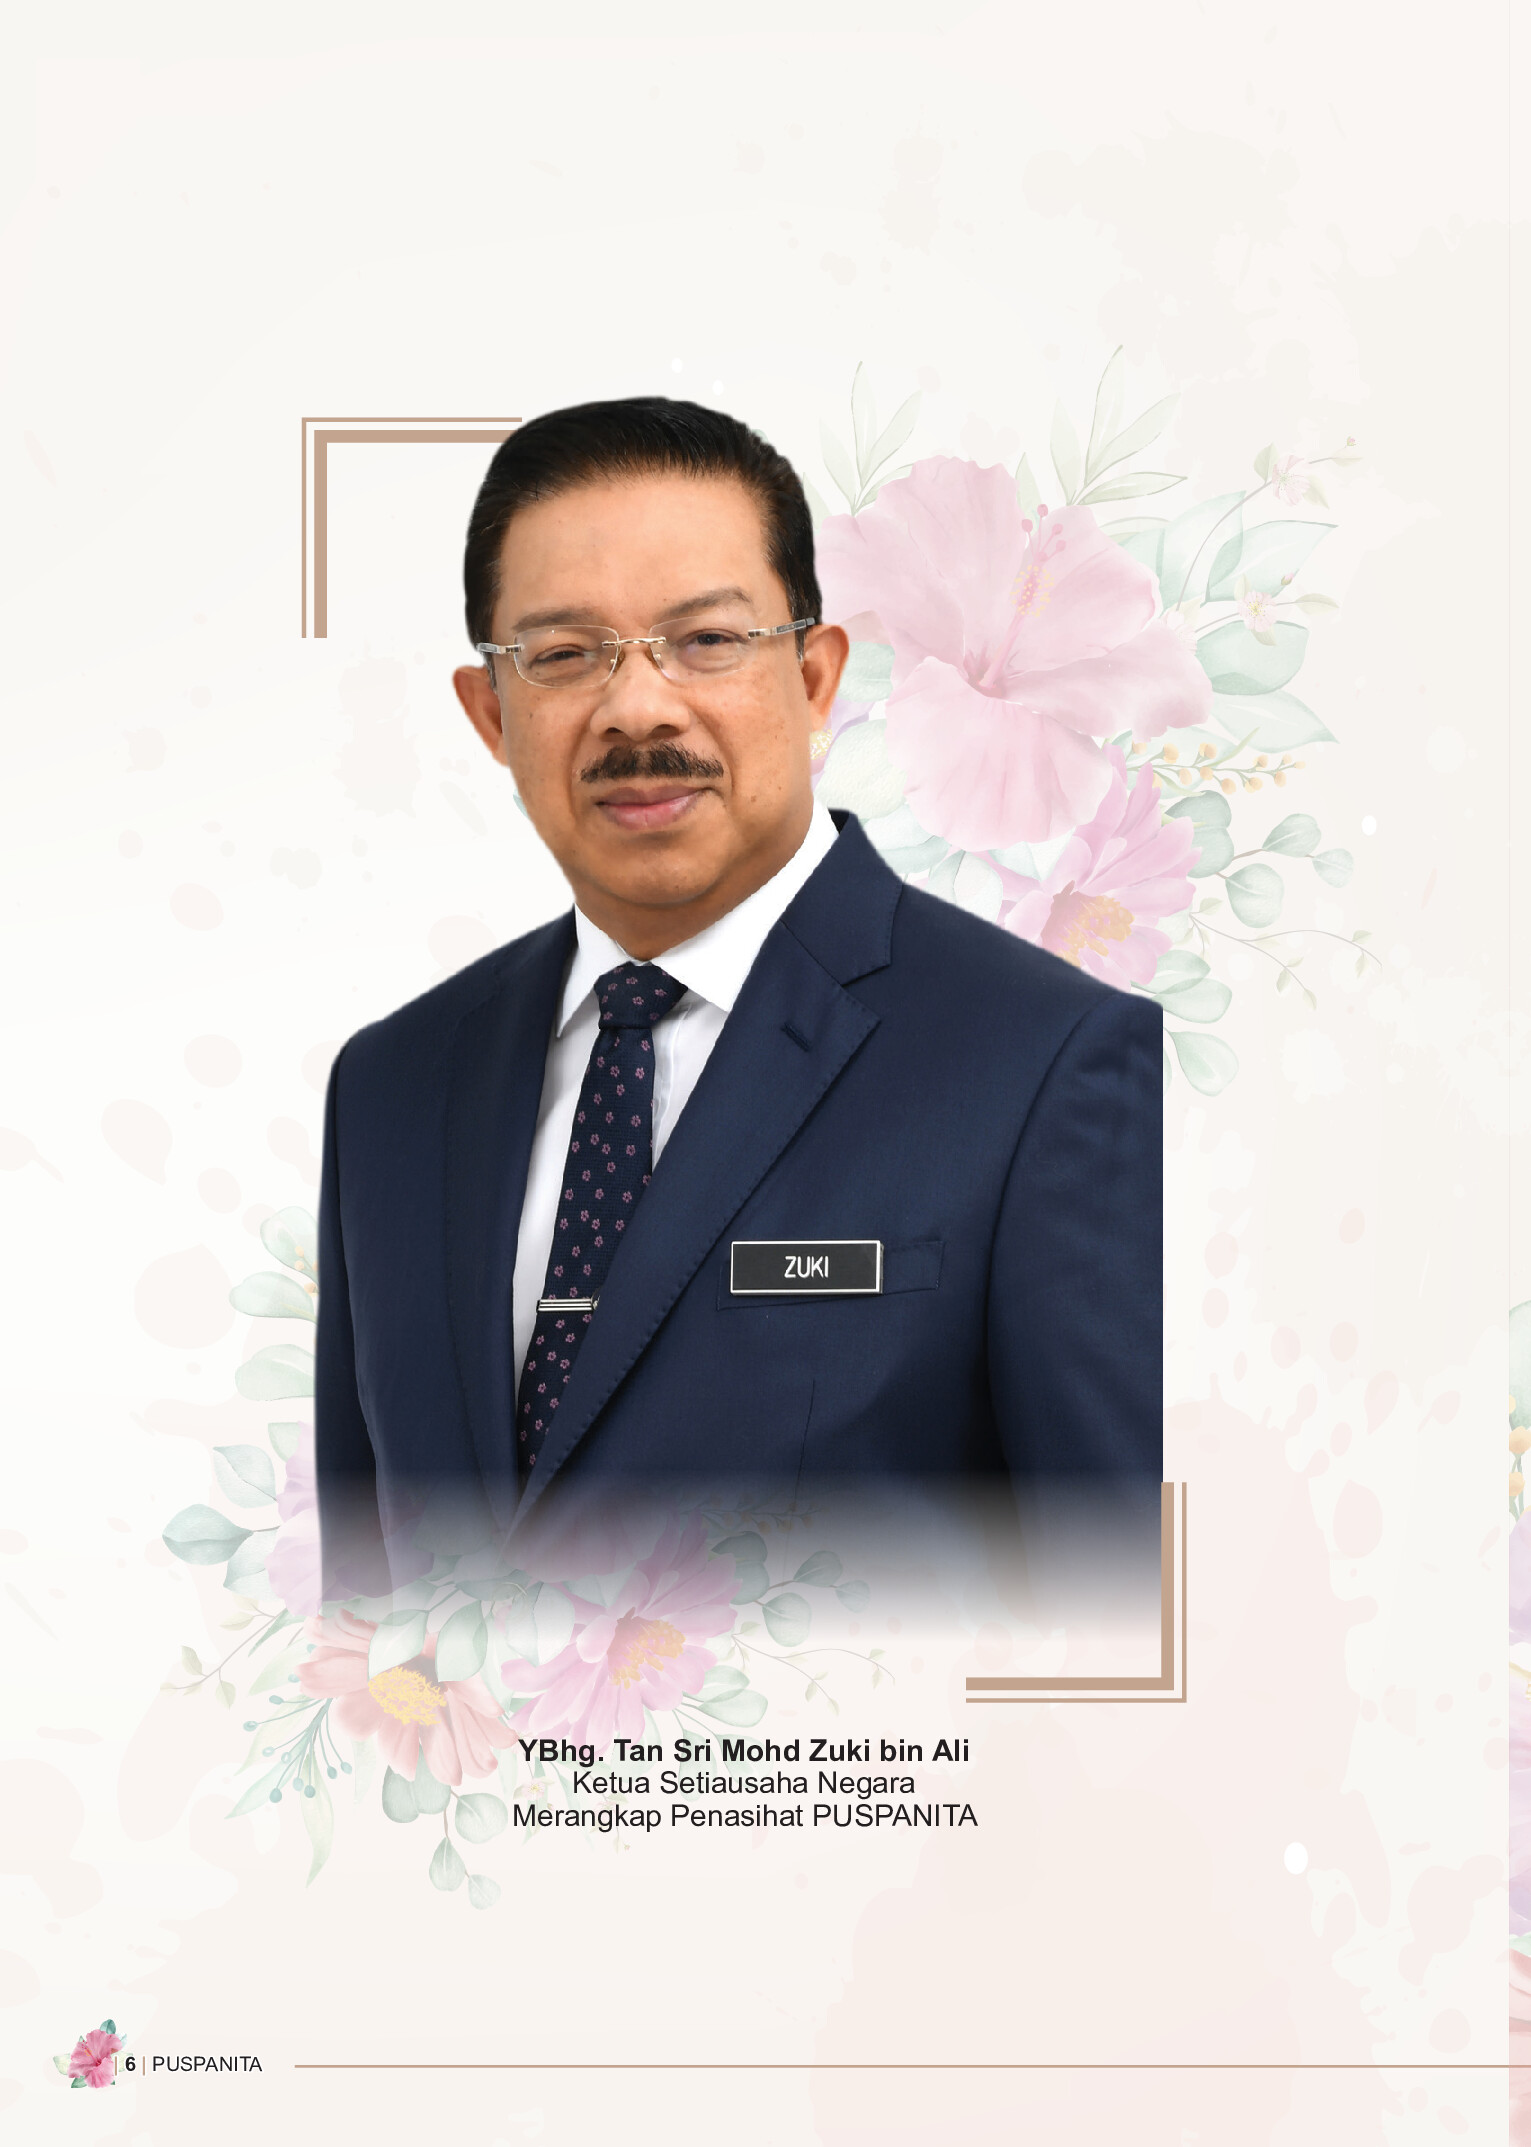 ZUKI
YBhg. Tan Sri Mohd Zuki bin Ali
Ketua Setiausaha Negara
Merangkap Penasihat PUSPANITA
| 6 | PUSPANITA